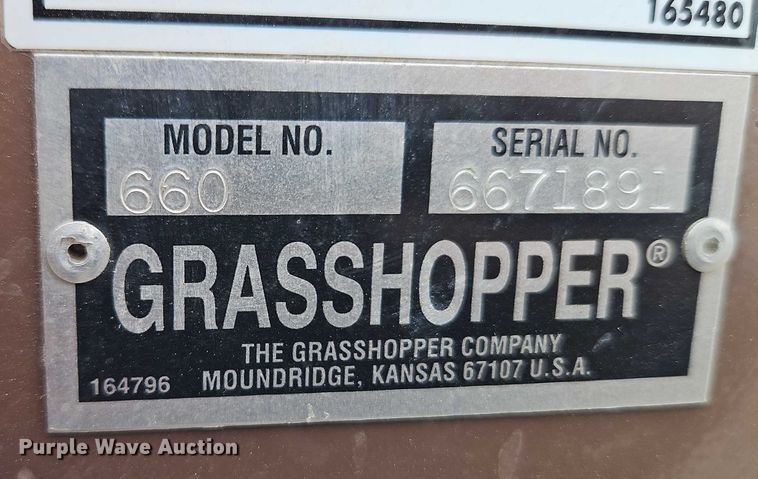 165480
MODEL NO. SERIAL NO.
660 6671891
GRASSHOPPER®
THE GRASSHOPPER COMPANY
164796 MOUNDRIDGE, KANSAS 67107 U.S.A.
Purple Wave Auction